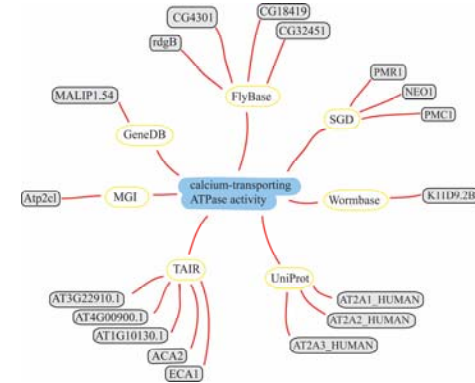 CG4301
CG18419
CG32451
rdgB
FlyBase
PMR1
NEO1
PMC1
SGD
MALIP1.54
GeneDB
calcium-transporting
ATPase activity
Atp2cl
MGI
Wormbase
K11D9.2B
TAIR
UniProt
AT3G22910.1
AT4G00900.1
AT1G10130.1
ACA2
ECA1
AT2A1_HUMAN
AT2A2_HUMAN
AT2A3_HUMAN